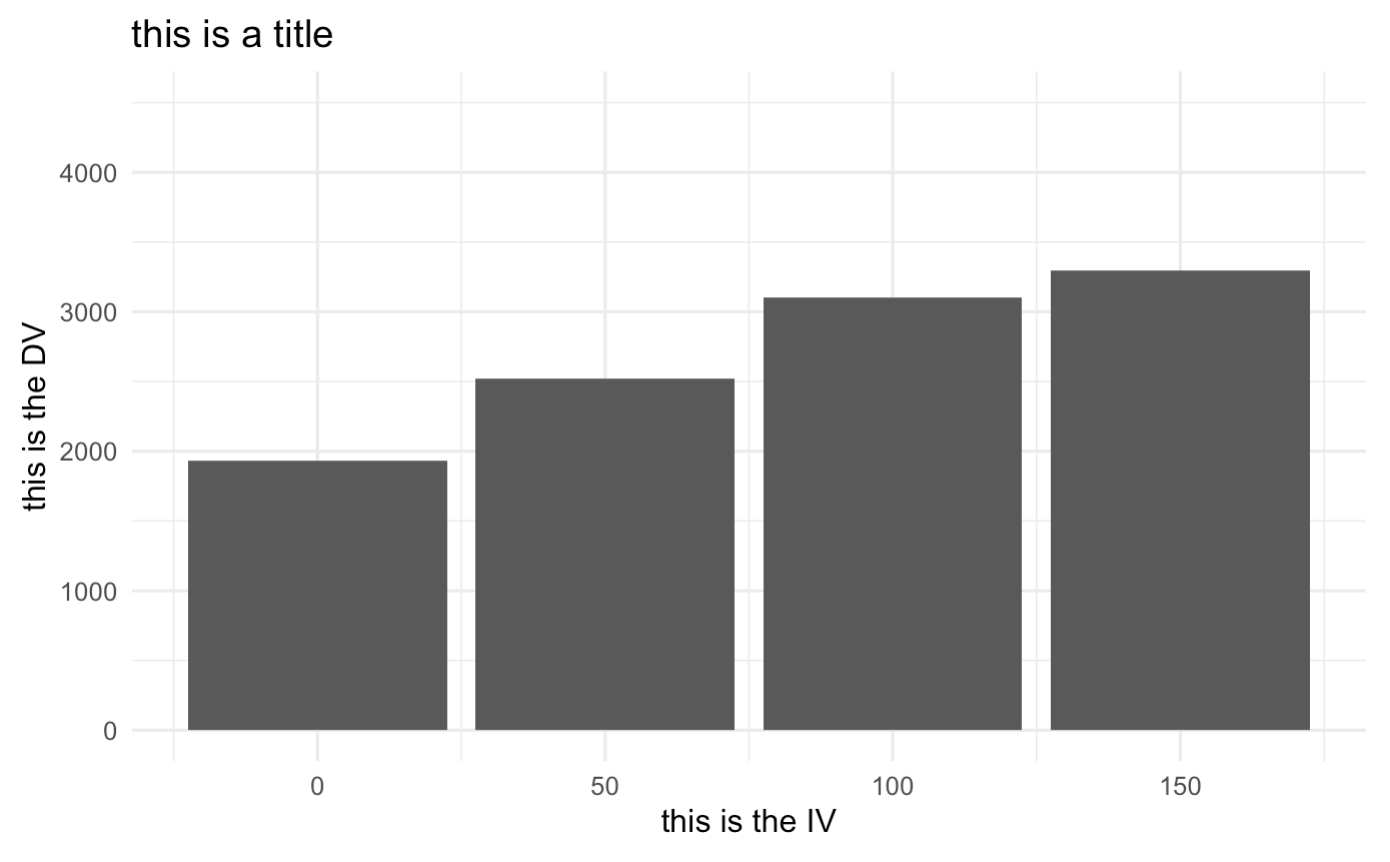 this is a title
4000
3000
2000
1000
0
this is the DV
0 50 100 150
this is the IV